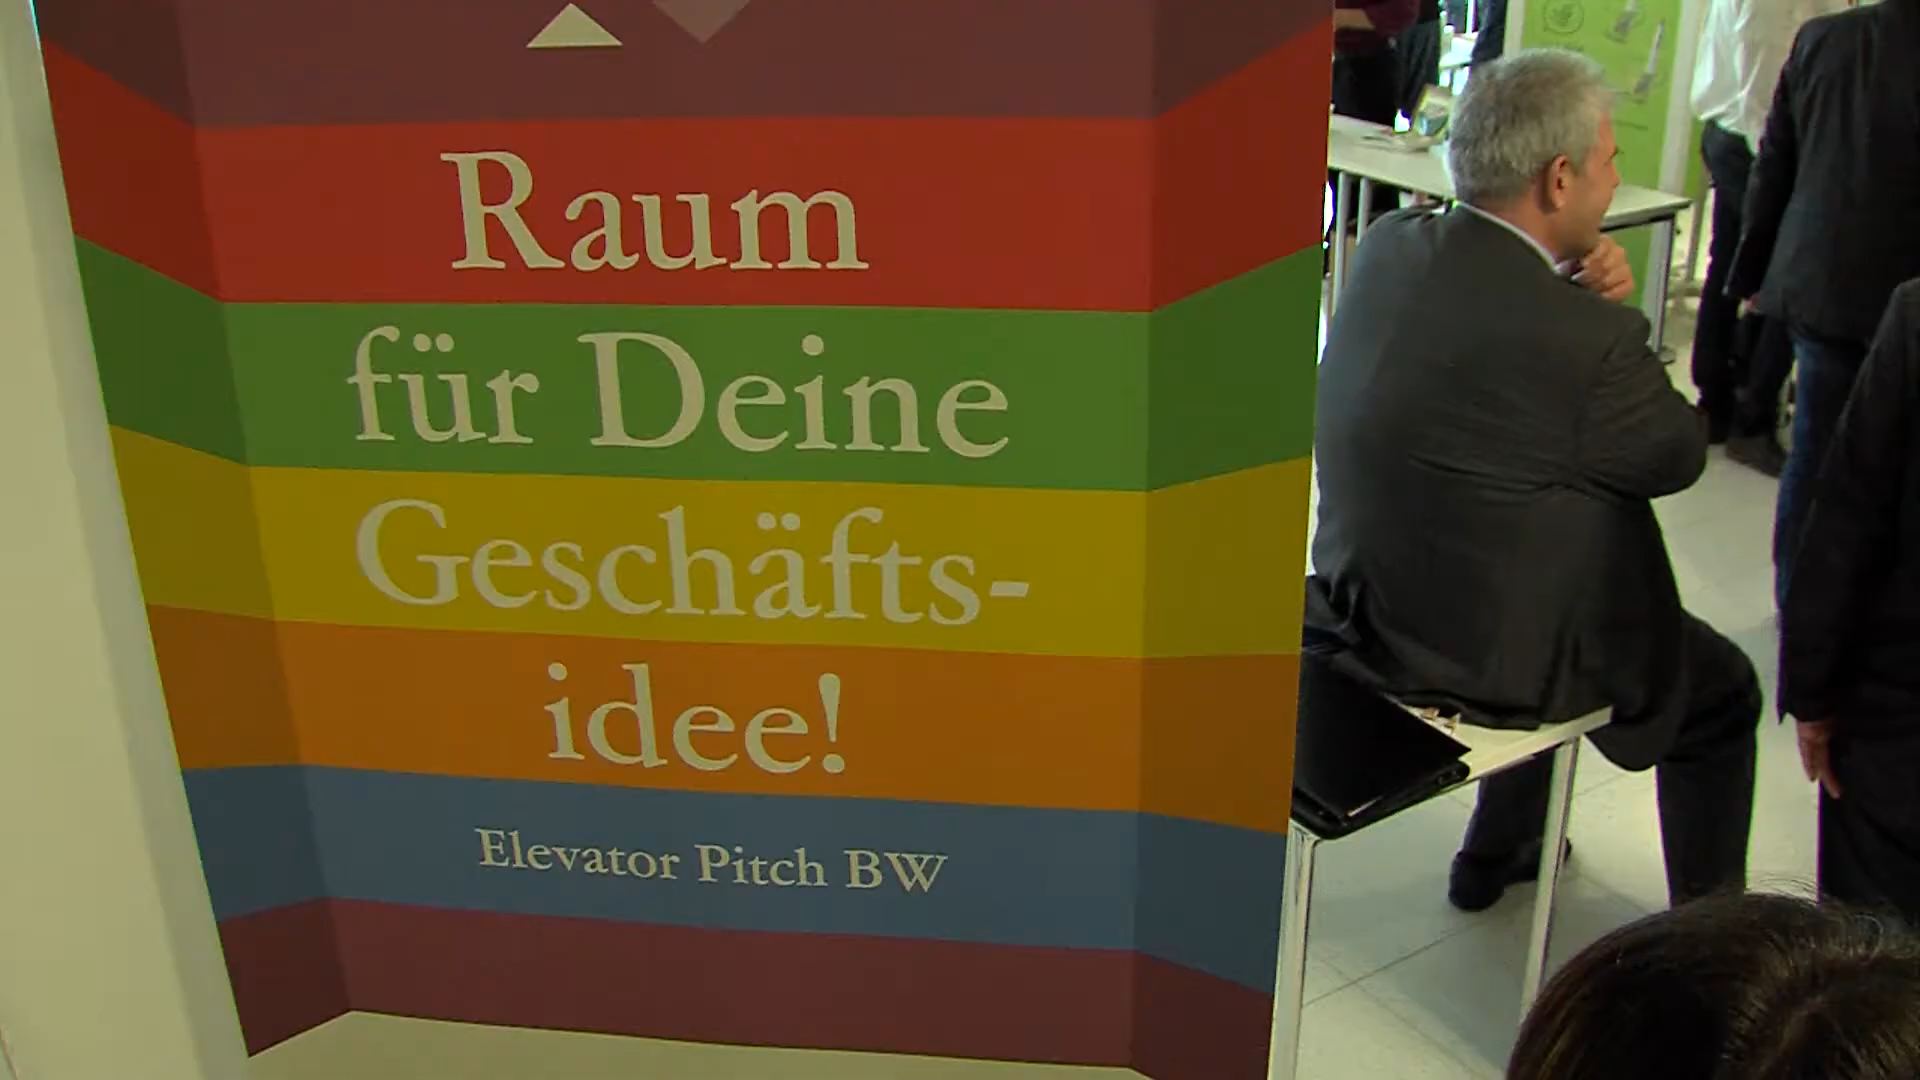 Raum
für Deine
Geschäfts-
idee!
Elevator Pitch BW